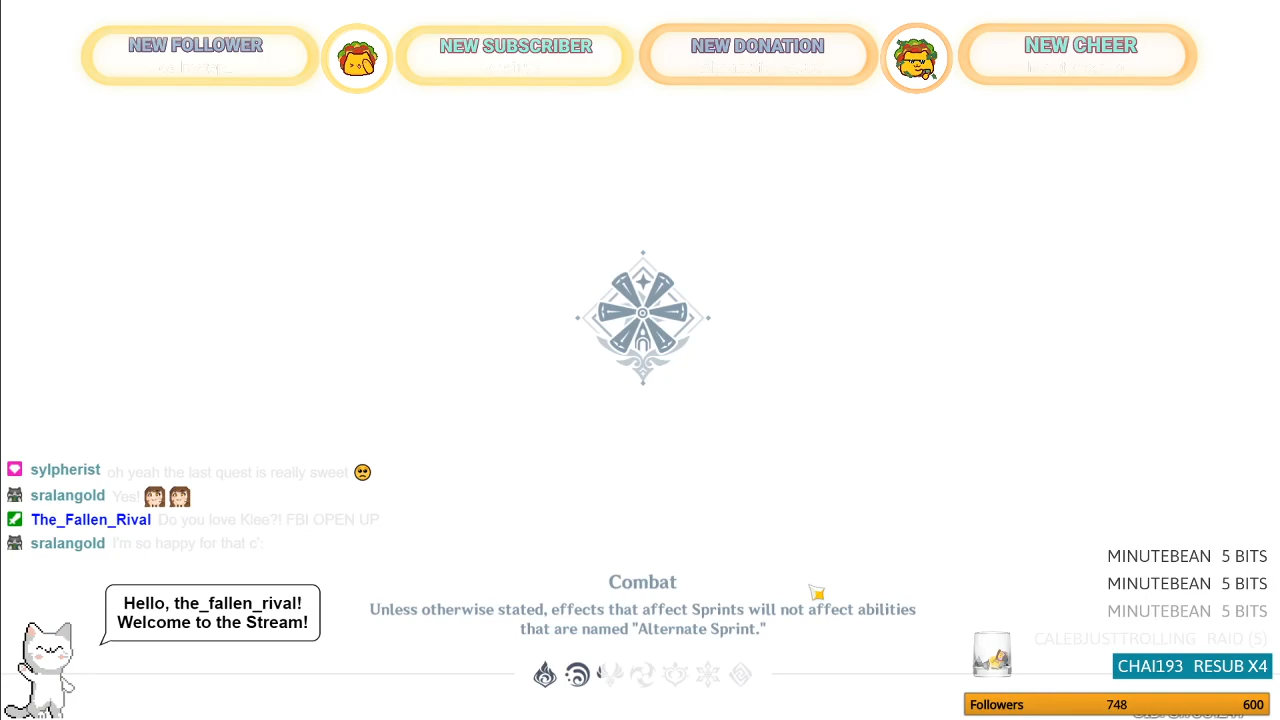 NEW FOLLOWER
NEW SUBSCRIBER
NEW DONATION
NEW CHEER
sylpherist oh yeah the last quest is really sweet
sralangold Yes!
The_Fallen_Rival Do you love Klee?! FBI OPEN UP
sralangold I'm so happy for that c':
Hello, the_fallen_rival!
Welcome to the Stream!
Combat
Unless otherwise stated, effects that affect Sprints will not affect abilities
that are named "Alternate Sprint."
MINUTEBEAN 5 BITS
MINUTEBEAN 5 BITS
MINUTEBEAN 5 BITS
CALEBJUSTTROLLING RAID (5)
CHAI193 RESUB X4
Followers 748 600